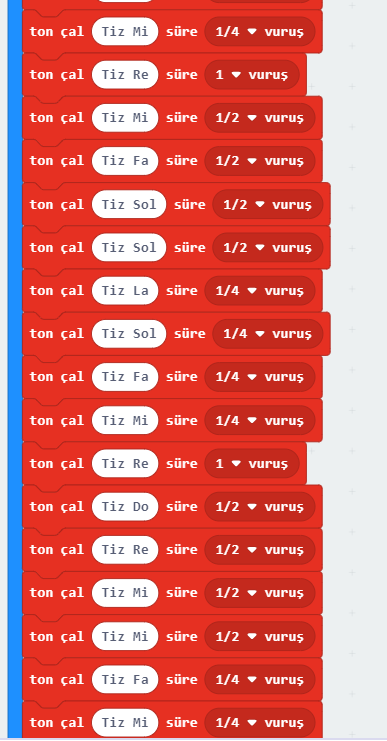 ton çal Tiz Mi süre 1/4 vuruş
ton çal Tiz Re süre 1 vuruş
ton çal Tiz Mi süre 1/2 vuruş
ton çal Tiz Fa süre 1/2 vuruş
ton çal Tiz Sol süre 1/2 vuruş
ton çal Tiz Sol süre 1/2 vuruş
ton çal Tiz La süre 1/4 vuruş
ton çal Tiz Sol süre 1/4 vuruş
ton çal Tiz Fa süre 1/4 vuruş
ton çal Tiz Mi süre 1/4 vuruş
ton çal Tiz Re süre 1 vuruş
ton çal Tiz Do süre 1/2 vuruş
ton çal Tiz Re süre 1/2 vuruş
ton çal Tiz Mi süre 1/2 vuruş
ton çal Tiz Mi süre 1/2 vuruş
ton çal Tiz Fa süre 1/4 vuruş
ton çal Tiz Mi süre 1/4 vuruş